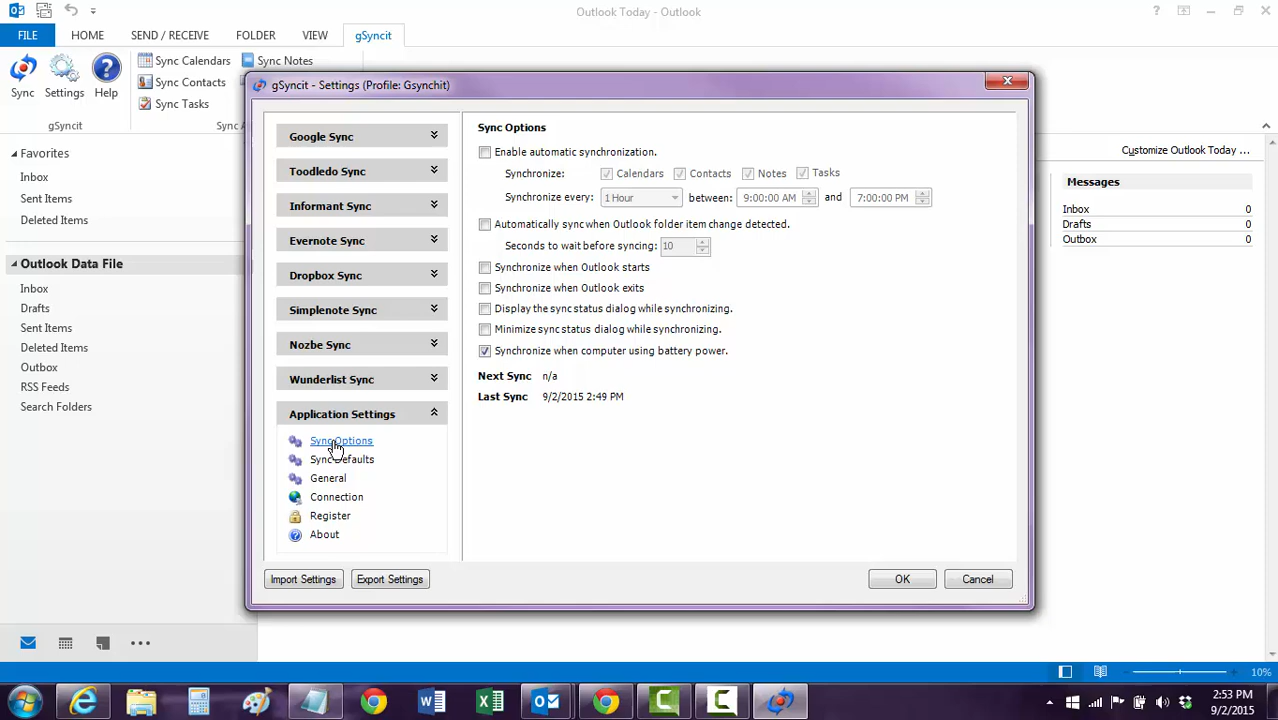 Outlook Today - Outlook
FILE HOME SEND / RECEIVE FOLDER VIEW gSyncit
Sync Settings Help
Sync Calendars Sync Notes
Sync Contacts
Sync Tasks
gSyncit
gSyncit - Settings (Profile: Gsynchit)
Favorites
Inbox
Sent Items
Deleted Items
Outlook Data File
Inbox
Drafts
Sent Items
Deleted Items
Outbox
RSS Feeds
Search Folders
Google Sync
Toodledo Sync
Informant Sync
Evernote Sync
Dropbox Sync
Simplenote Sync
Nozbe Sync
Wunderlist Sync
Application Settings
Sync Options
Sync Defaults
General
Connection
Register
About
Import Settings Export Settings
Sync Options
Enable automatic synchronization.
Synchronize: Calendars Contacts Notes Tasks
Synchronize every: 1 Hour between: 9:00:00 AM and 7:00:00 PM
Automatically sync when Outlook folder item change detected.
Seconds to wait before syncing: 10
Synchronize when Outlook starts
Synchronize when Outlook exits
Display the sync status dialog while synchronizing.
Minimize sync status dialog while synchronizing.
Synchronize when computer using battery power.
Next Sync n/a
Last Sync 9/2/2015 2:49 PM
OK Cancel
Customize Outlook Today ...
Messages
Inbox 0
Drafts 0
Outbox 0
10%
2:53 PM
9/2/2015